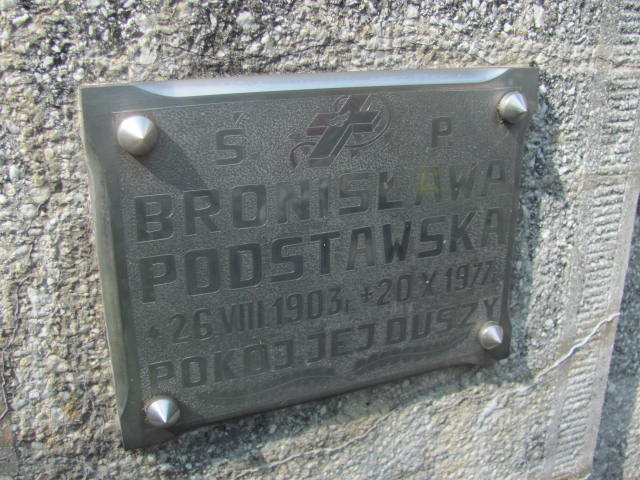 Ś. P.
BRONISŁAWA
PODSTAWSKA
* 26 VIII 1903 r. + 20 X 1977
POKÓJ JEJ DUSZY